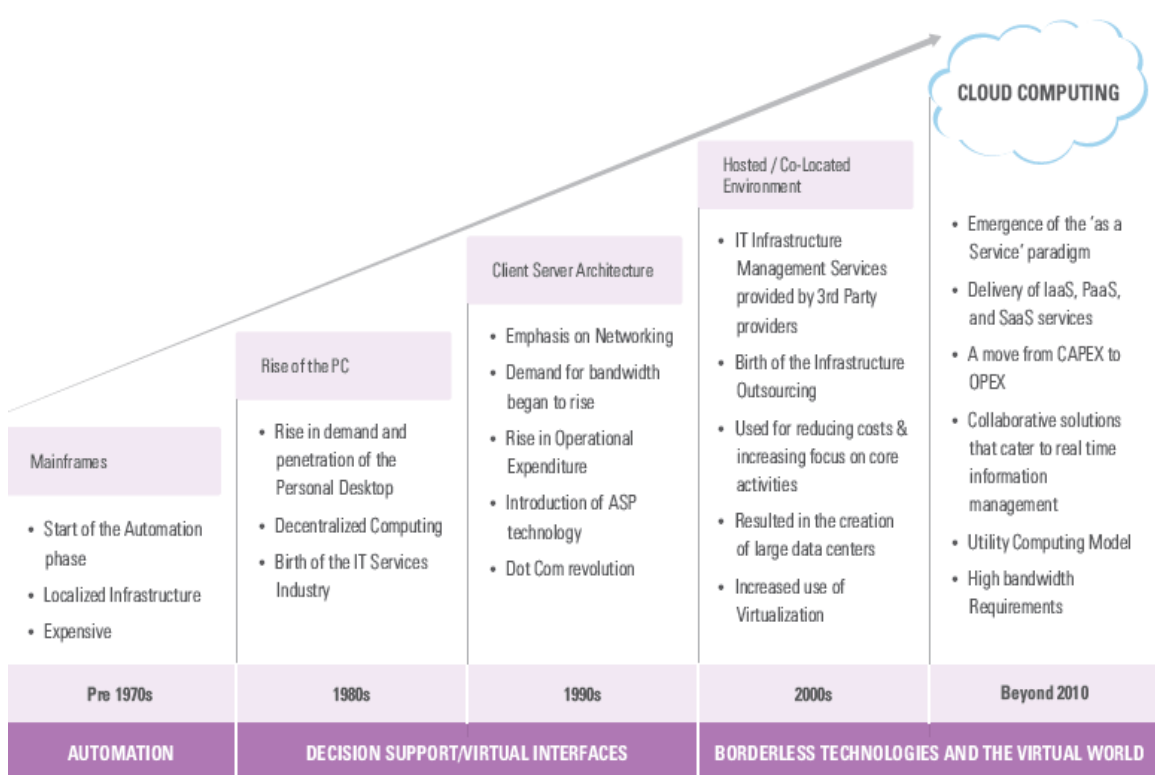 CLOUD COMPUTING
Hosted / Co-Located
Environment
Client Server Architecture
Rise of the PC
Mainframes
• Start of the Automation
phase
• Localized Infrastructure
• Expensive
• Rise in demand and
penetration of the
Personal Desktop
• Decentralized Computing
• Birth of the IT Services
Industry
• Emphasis on Networking
• Demand for bandwidth
began to rise
• Rise in Operational
Expenditure
• Introduction of ASP
technology
• Dot Com revolution
• IT Infrastructure
Management Services
provided by 3rd Party
providers
• Birth of the Infrastructure
Outsourcing
• Used for reducing costs &
increasing focus on core
activities
• Resulted in the creation
of large data centers
• Increased use of
Virtualization
• Emergence of the 'as a
Service' paradigm
• Delivery of IaaS, PaaS,
and SaaS services
• A move from CAPEX to
OPEX
• Collaborative solutions
that cater to real time
information
management
• Utility Computing Model
• High bandwidth
Requirements
Pre 1970s
1980s
1990s
2000s
Beyond 2010
AUTOMATION
DECISION SUPPORT/VIRTUAL INTERFACES
BORDERLESS TECHNOLOGIES AND THE VIRTUAL WORLD